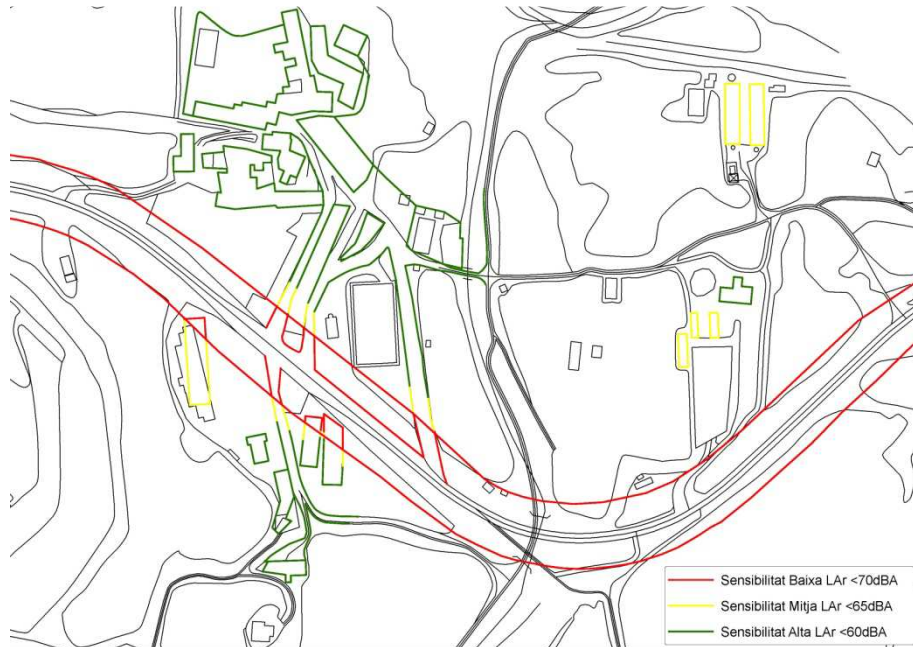 Sensibilitat Baixa LAr <70dBA
Sensibilitat Mitja LAr <65dBA
Sensibilitat Alta LAr <60dBA